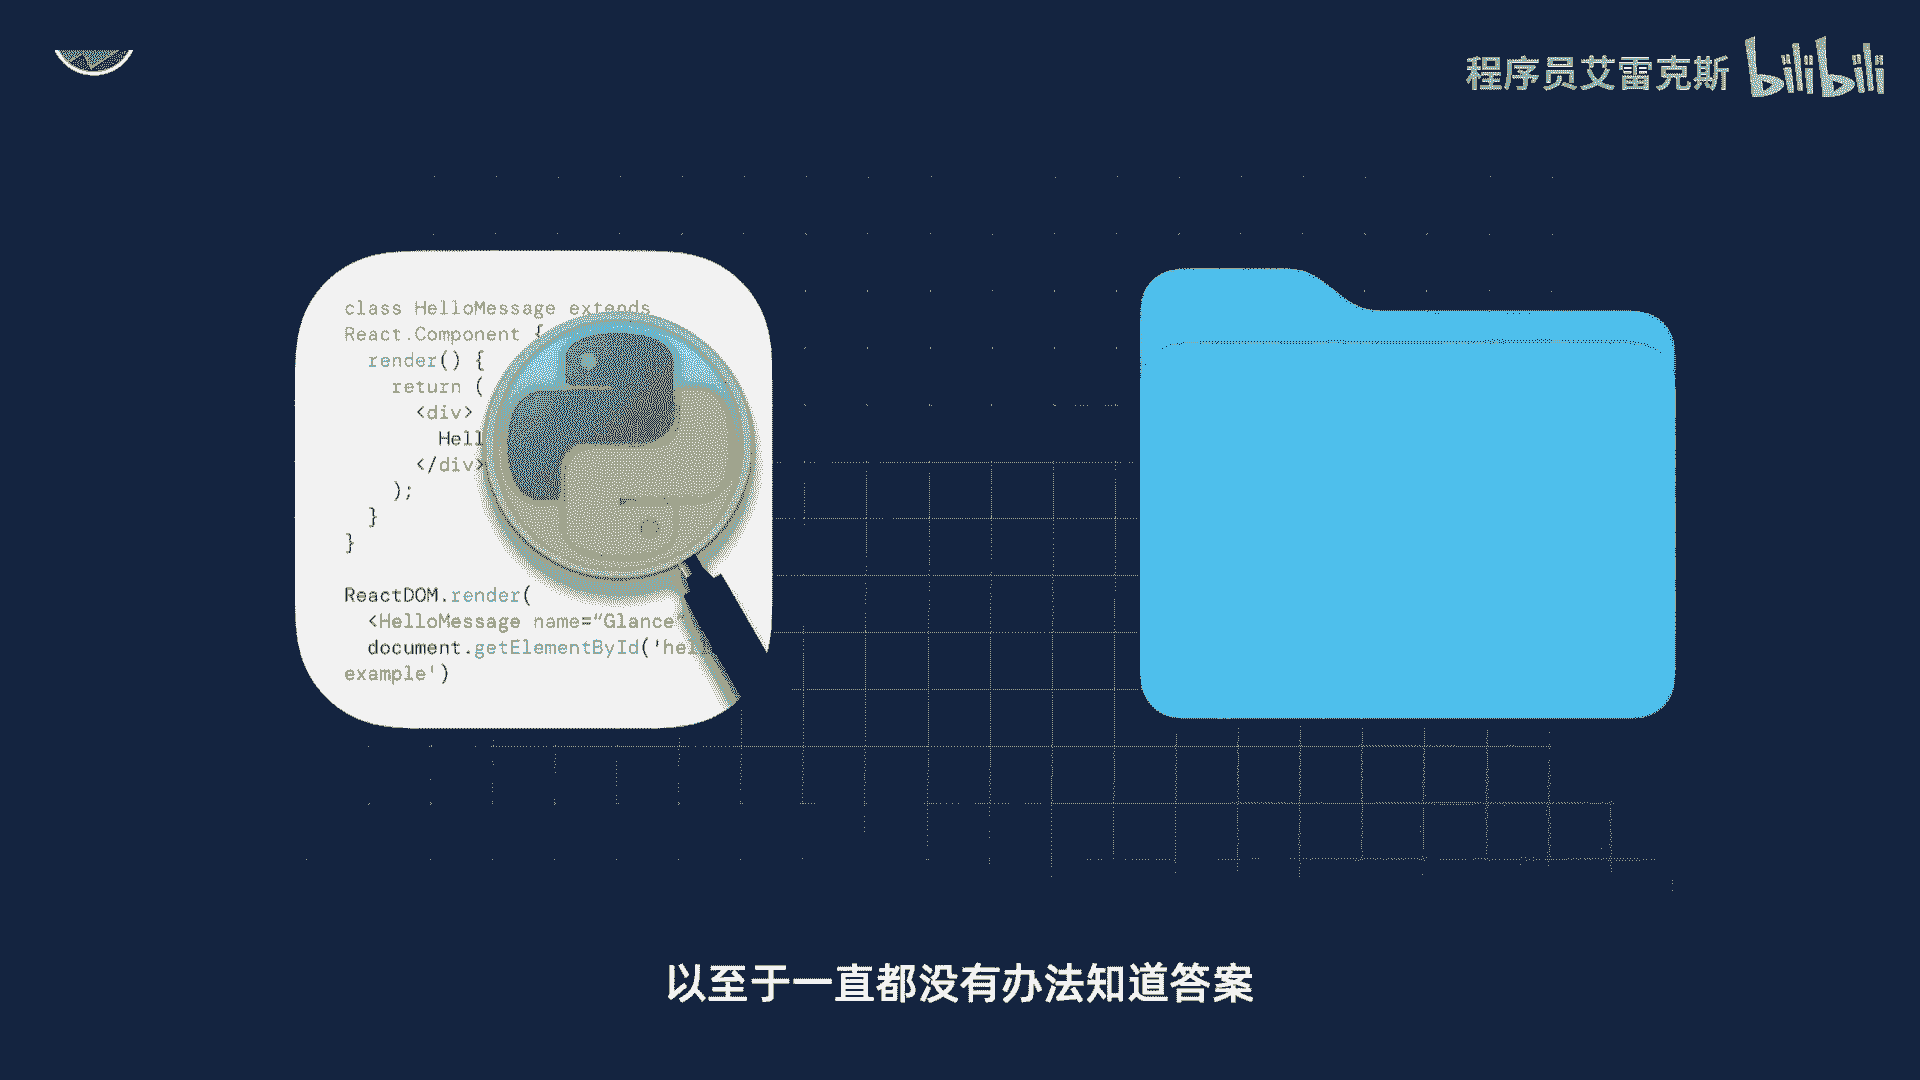 程序员艾雷克斯 bilibili
class HelloMessage extends
React.Component {
render() {
return (
<div>
Hell
</div>
);
}
}
ReactDOM.render(
<HelloMessage name=“Glance”
document.getElementById('hel
example')
以至于一直都没有办法知道答案